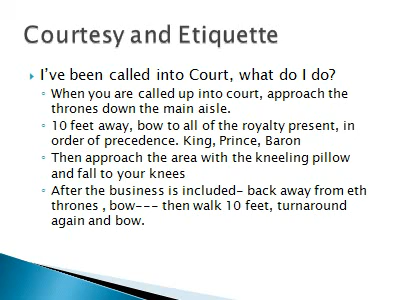 Courtesy and Etiquette
I've been called into Court, what do I do?
When you are called up into court, approach the
thrones down the main aisle.
10 feet away, bow to all of the royalty present, in
order of precedence. King, Prince, Baron
Then approach the area with the kneeling pillow
and fall to your knees
After the business is included- back away from eth
thrones , bow--- then walk 10 feet, turnaround
again and bow.